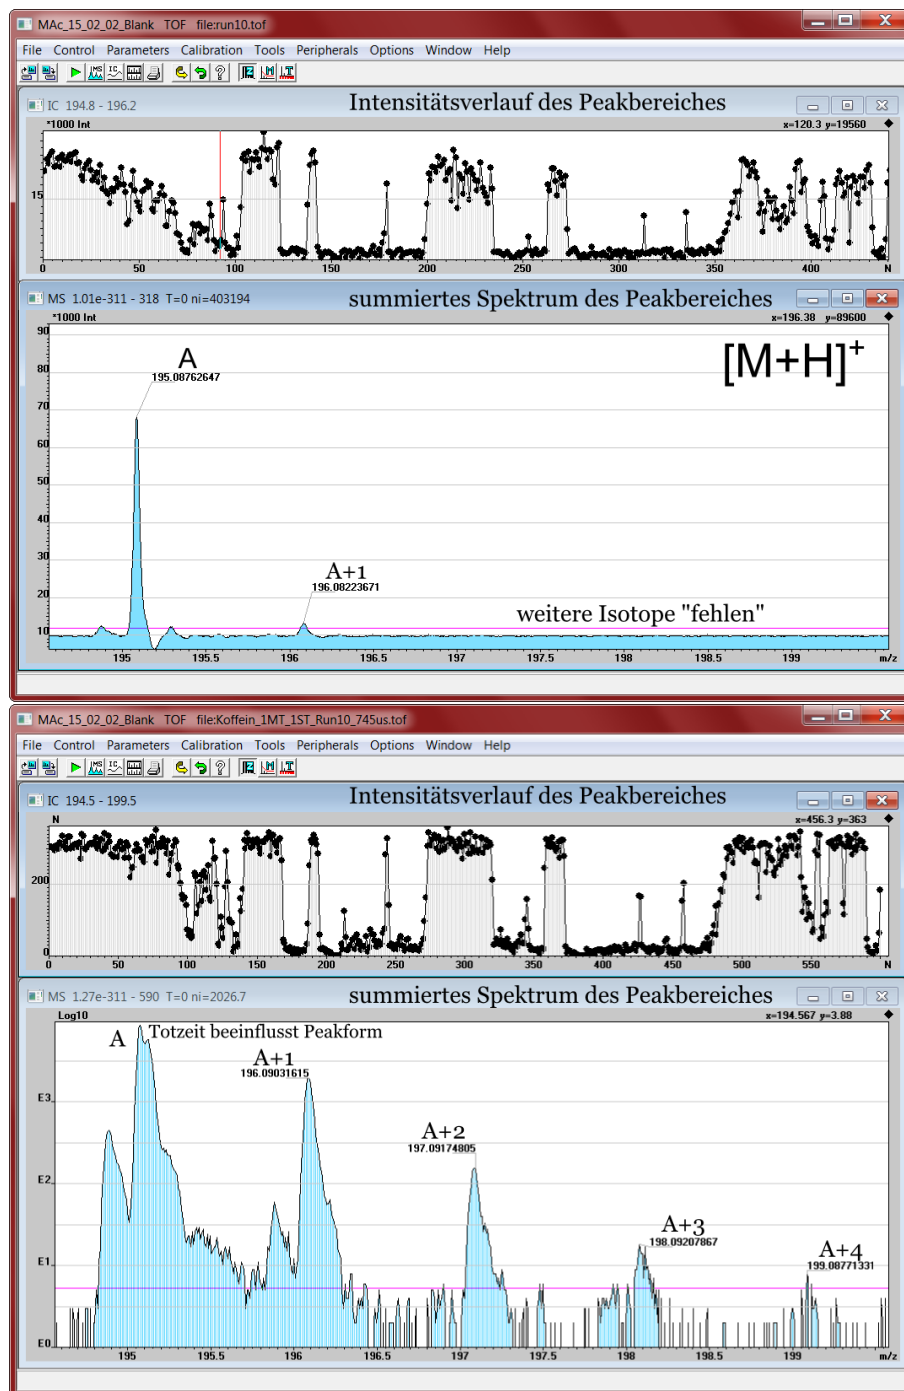 MAc_15_02_02_Blank TOF file:run10.tof
File Control Parameters Calibration Tools Peripherals Options Window Help
IC 194.8 - 196.2 Intensitätsverlauf des Peakbereiches
*1000 Int x=120.3 y=19560
15
0 50 100 150 200 250 300 350 400 N
MS 1.01e-311 - 318 T=0 ni=403194 summiertes Spektrum des Peakbereiches
*1000 Int x=196.38 y=89600
90
[M+H]+
80
A
195.08762647
70
60
50
40
30
A+1
196.08223671
20
weitere Isotope "fehlen"
10
195 195.5 196 196.5 197 197.5 198 198.5 199 m/z
MAc_15_02_02_Blank TOF file:Koffein_1MT_1ST_Run10_745us.tof
File Control Parameters Calibration Tools Peripherals Options Window Help
IC 194.5 - 199.5 Intensitätsverlauf des Peakbereiches
N x=456.3 y=363
200
0
0 50 100 150 200 250 300 350 400 450 500 550 N
MS 1.27e-311 - 590 T=0 ni=2026.7 summiertes Spektrum des Peakbereiches
Log10 x=194.567 y=3.88
A Totzeit beeinflusst Peakform
A+1
196.09031615
E3
A+2
197.09174805
E2
A+3
198.09207867
A+4
199.08771331
E1
E0
195 195.5 196 196.5 197 197.5 198 198.5 199 m/z